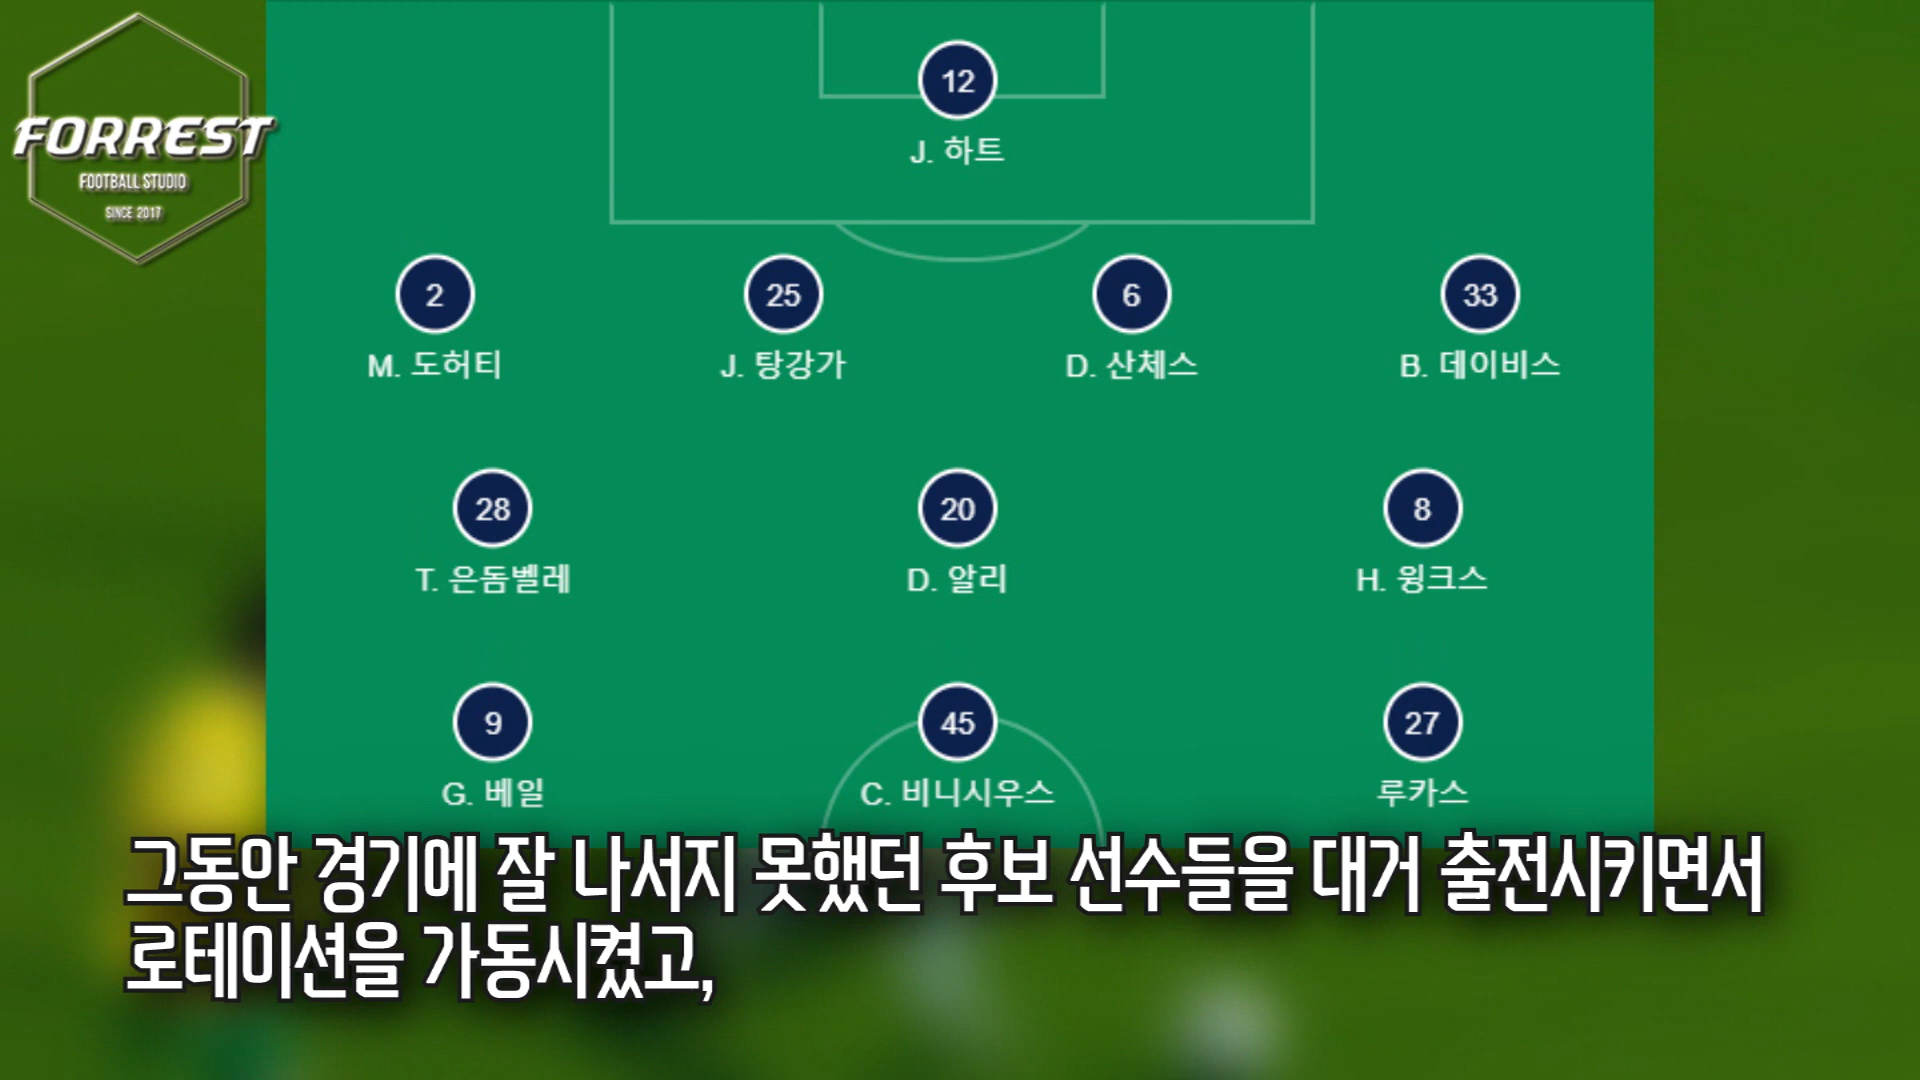 FORREST
FOOTBALL STUDIO
SINCE 2017
12
J. 하트
2
25
6
33
M. 도허티
J. 탕강가
D. 산체스
B. 데이비스
28
20
8
T. 은돔벨레
D. 알리
H. 윙크스
9
45
27
G. 베일
C. 비니시우스
루카스
그동안 경기에 잘 나서지 못했던 후보 선수들을 대거 출전시키면서
로테이션을 가동시켰고,